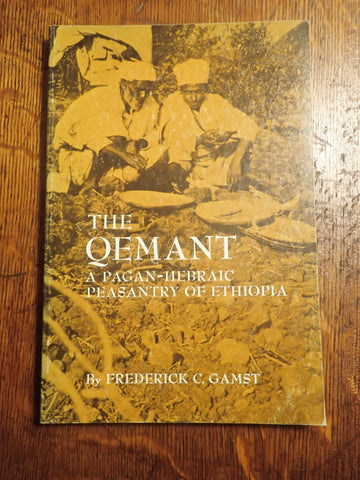 THE
QEMANT
A PAGAN-HEBRAIC
PEASANTRY OF ETHIOPIA
By FREDERICK C. GAMST